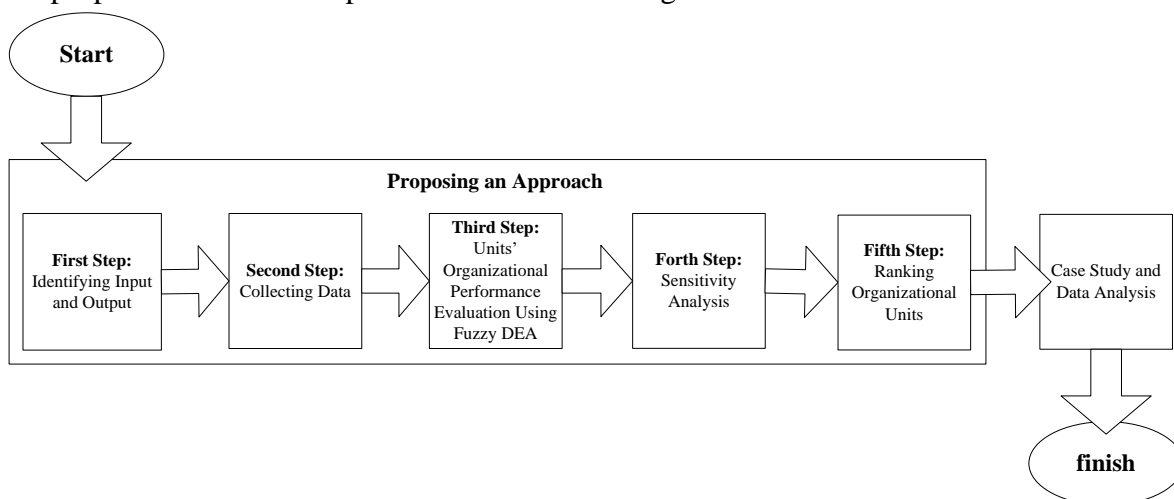 Start
Proposing an Approach
First Step:
Identifying Input
and Output
Second Step:
Collecting Data
Third Step:
Units’
Organizational
Performance
Evaluation Using
Fuzzy DEA
Forth Step:
Sensitivity
Analysis
Fifth Step:
Ranking
Organizational
Units
Case Study and
Data Analysis
finish